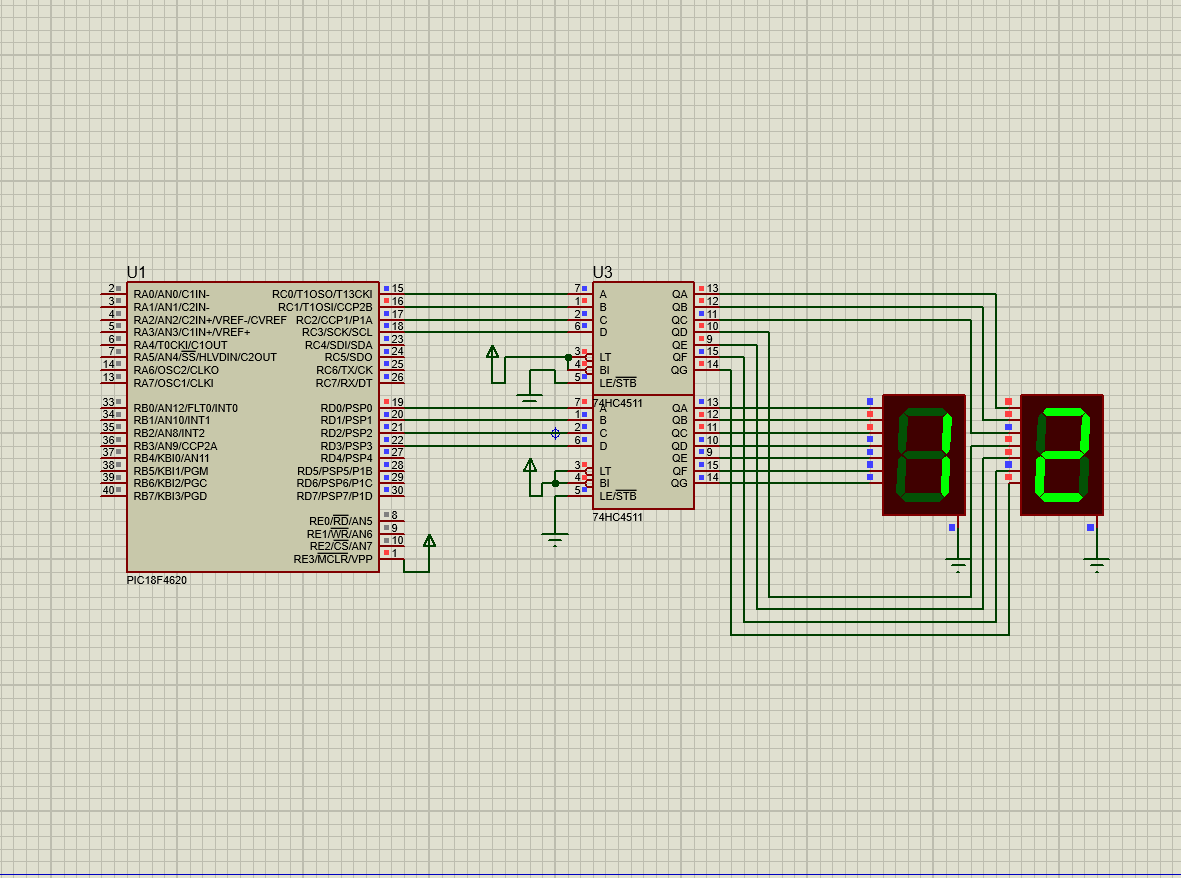 U1
2 RA0/AN0/C1IN- RC0/T1OSO/T13CKI 15
3 RA1/AN1/C2IN- RC1/T1OSI/CCP2B 16
4 RA2/AN2/C2IN+/VREF-/CVREF RC2/CCP1/P1A 17
5 RA3/AN3/C1IN+/VREF+ RC3/SCK/SCL 18
6 RA4/T0CKI/C1OUT RC4/SDI/SDA 23
7 RA5/AN4/SS/HLVDIN/C2OUT RC5/SDO 24
14 RA6/OSC2/CLKO RC6/TX/CK 25
13 RA7/OSC1/CLKI RC7/RX/DT 26
33 RB0/AN12/FLT0/INT0 RD0/PSP0 19
34 RB1/AN10/INT1 RD1/PSP1 20
35 RB2/AN8/INT2 RD2/PSP2 21
36 RB3/AN9/CCP2A RD3/PSP3 22
37 RB4/KBI0/AN11 RD4/PSP4 27
38 RB5/KBI1/PGM RD5/PSP5/P1B 28
39 RB6/KBI2/PGC RD6/PSP6/P1C 29
40 RB7/KBI3/PGD RD7/PSP7/P1D 30
RE0/RD/AN5 8
RE1/WR/AN6 9
RE2/CS/AN7 10
RE3/MCLR/VPP 1
PIC18F4620
U3
7 A QA 13
1 B QB 12
2 C QC 11
6 D QD 10
QE 9
3 LT QF 15
4 BI QG 14
5 LE/STB
74HC4511
7 A QA 13
1 B QB 12
2 C QC 11
6 D QD 10
QE 9
3 LT QF 15
4 BI QG 14
5 LE/STB
74HC4511
1 2